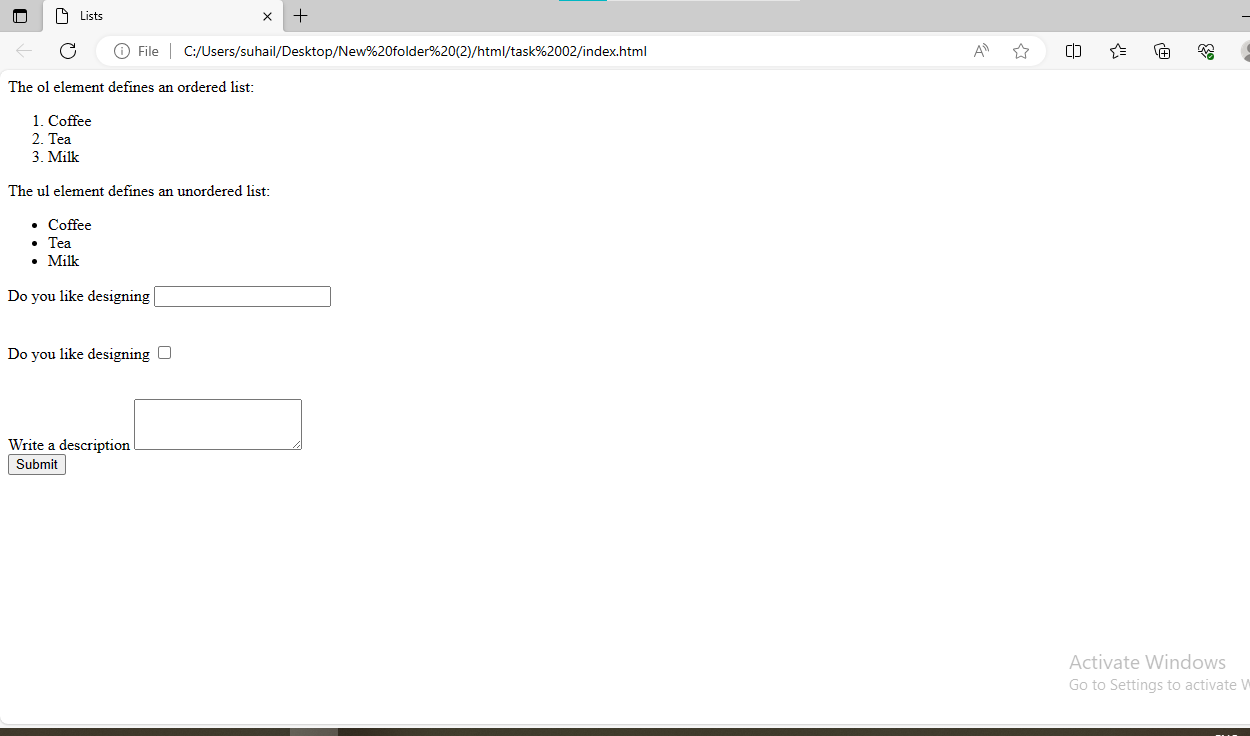 Lists
File
C:/Users/suhail/Desktop/New%20folder%20(2)/html/task%2002/index.html
The ol element defines an ordered list:
1. Coffee
2. Tea
3. Milk
The ul element defines an unordered list:
• Coffee
• Tea
• Milk
Do you like designing
Do you like designing
Write a description
Submit
Activate Windows
Go to Settings to activate